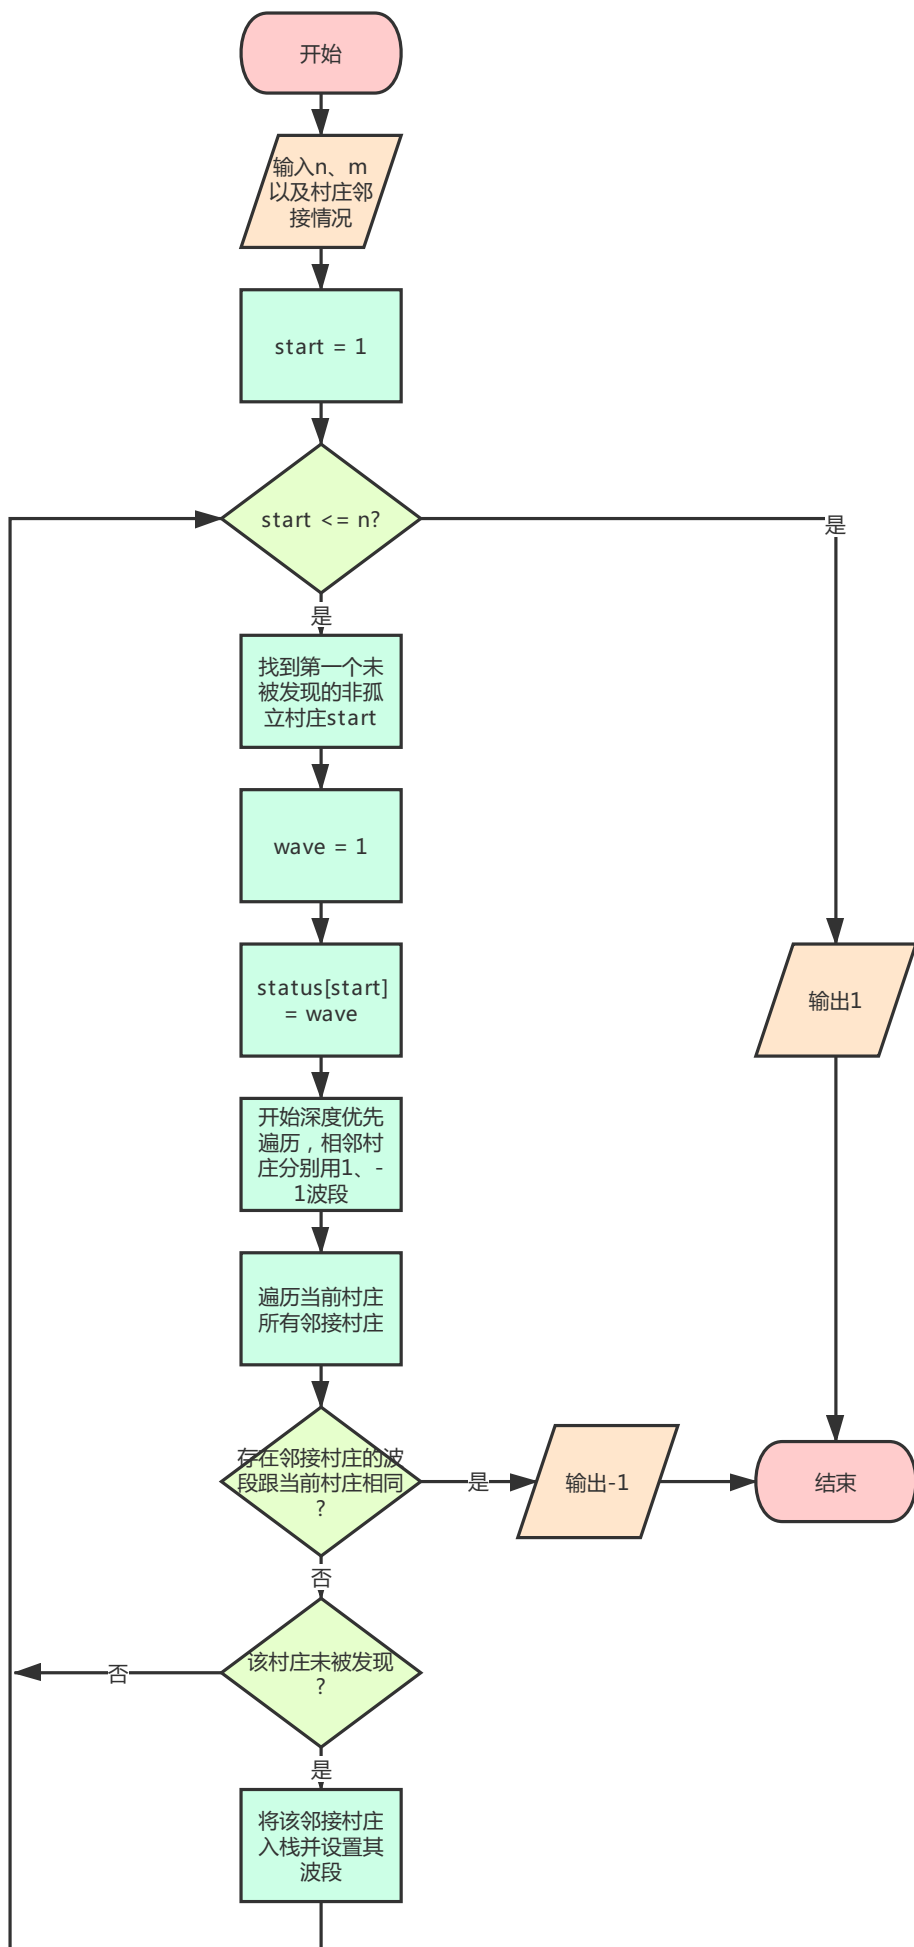 开始
输入n、m
以及村庄邻
接情况
start = 1
start <= n?
是
是
找到第一个未
被发现的非孤
立村庄start
wave = 1
status[start]
= wave
输出1
开始深度优先
遍历，相邻村
庄分别用1、-
1波段
遍历当前村庄
所有邻接村庄
存在邻接村庄的波
段跟当前村庄相同
?
是
输出-1
结束
否
该村庄未被发现
?
否
是
将该邻接村庄
入栈并设置其
波段